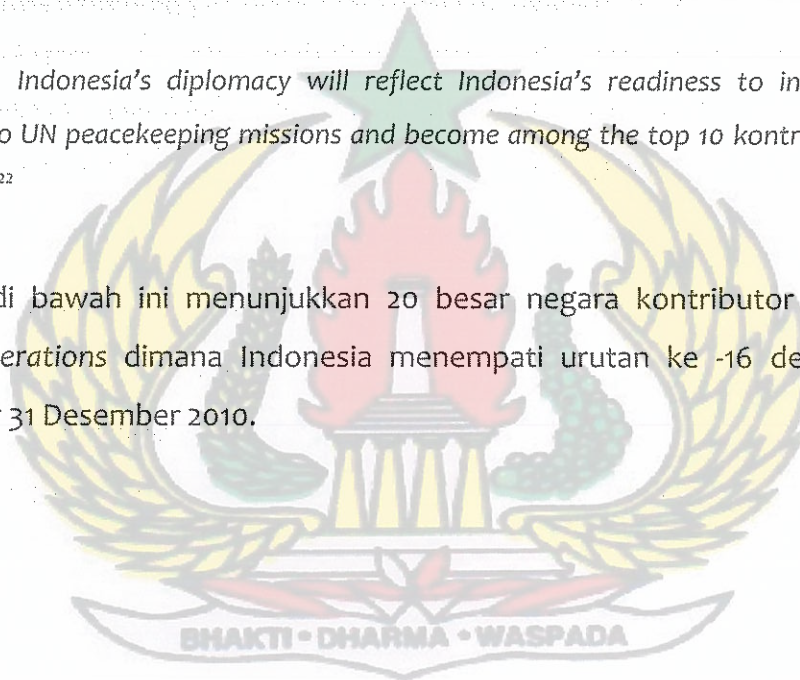 Indonesia's diplomacy will reflect Indonesia's readiness to in
o UN peacekeeping missions and become among the top 10 kontr
22
di bawah ini menunjukkan 20 besar negara kontributor
erations dimana Indonesia menempati urutan ke -16 de
31 Desember 2010.
BHAKTI • DHARMA • WASPADA